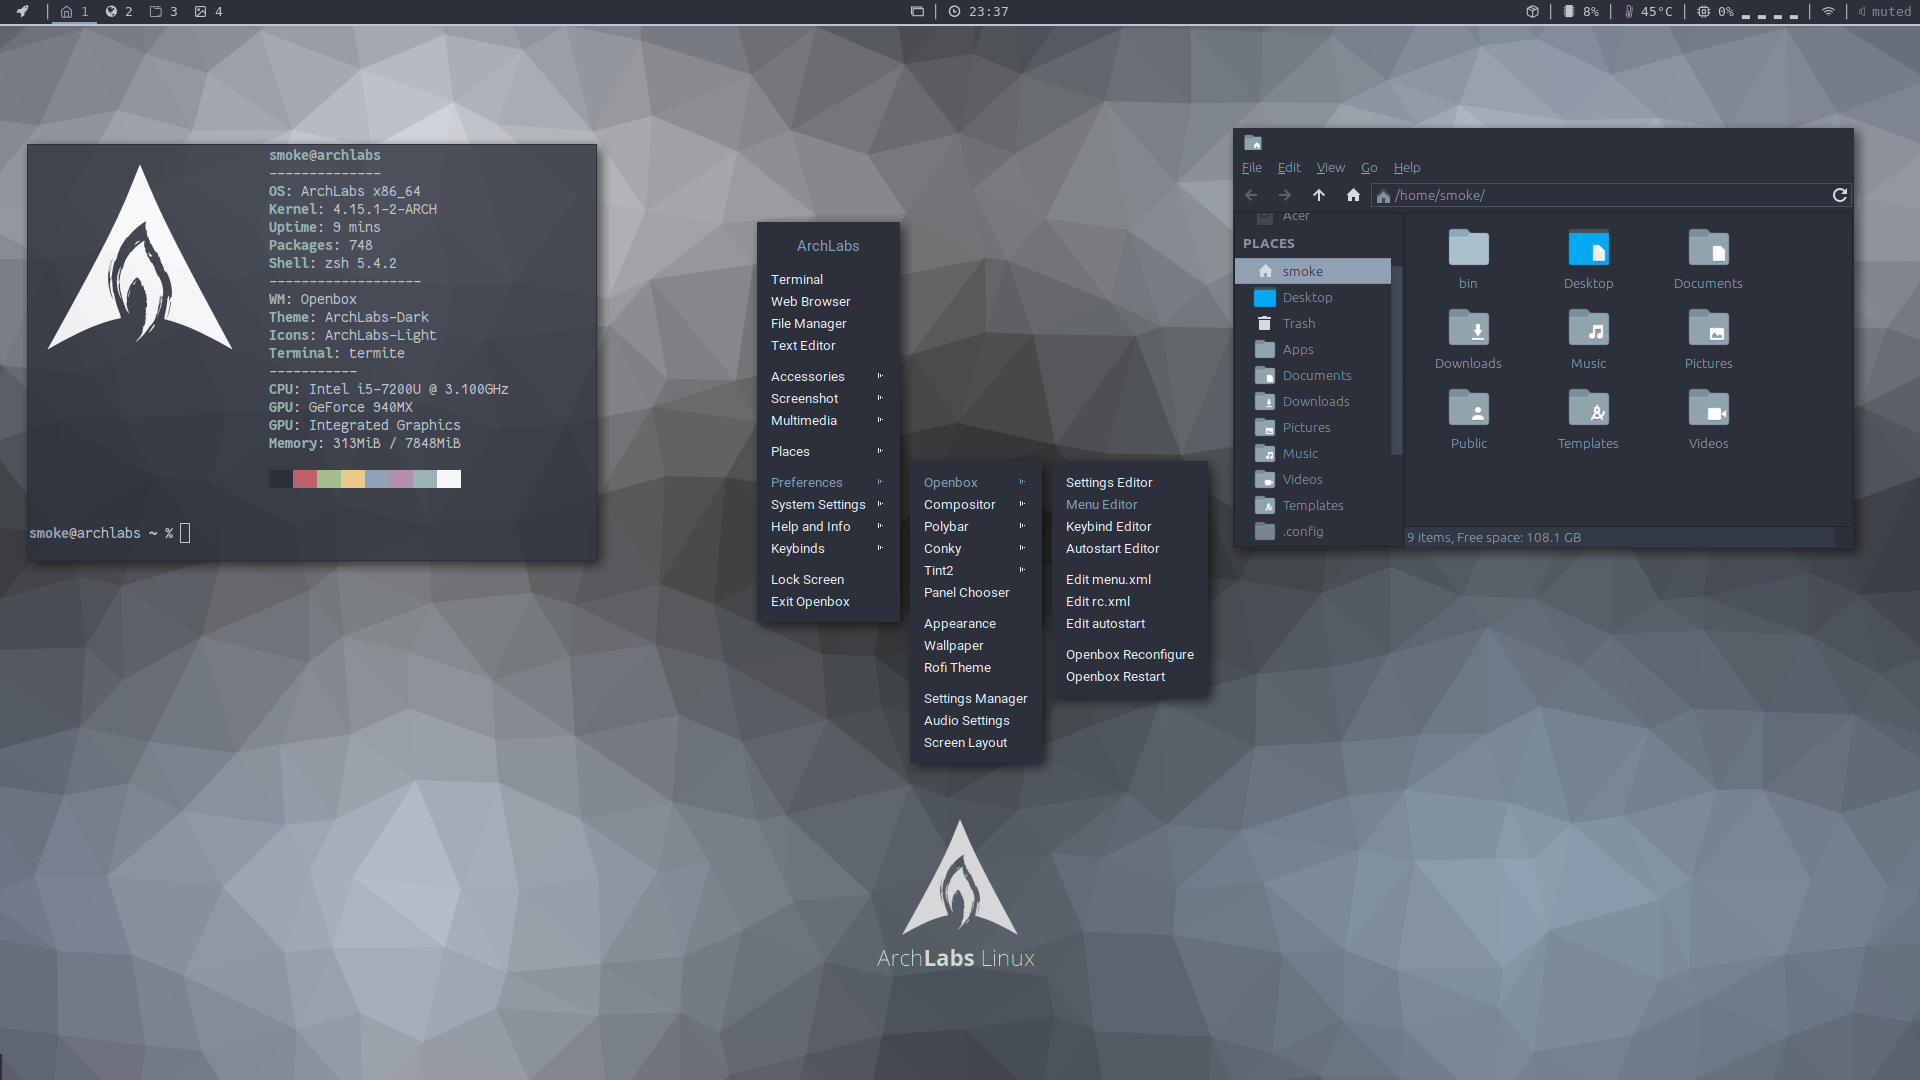 1 2 3 4
23:37
8% 45°C 0% muted
smoke@archlabs
--------------
OS: ArchLabs x86_64
Kernel: 4.15.1-2-ARCH
Uptime: 9 mins
Packages: 748
Shell: zsh 5.4.2
-------------------
WM: Openbox
Theme: ArchLabs-Dark
Icons: ArchLabs-Light
Terminal: termite
-----------
CPU: Intel i5-7200U @ 3.100GHz
GPU: GeForce 940MX
GPU: Integrated Graphics
Memory: 313MiB / 7848MiB
smoke@archlabs ~ %
ArchLabs
Terminal
Web Browser
File Manager
Text Editor
Accessories
Screenshot
Multimedia
Places
Preferences
System Settings
Help and Info
Keybinds
Lock Screen
Exit Openbox
Openbox
Compositor
Polybar
Conky
Tint2
Panel Chooser
Appearance
Wallpaper
Rofi Theme
Settings Manager
Audio Settings
Screen Layout
Settings Editor
Menu Editor
Keybind Editor
Autostart Editor
Edit menu.xml
Edit rc.xml
Edit autostart
Openbox Reconfigure
Openbox Restart
File Edit View Go Help
/home/smoke/
Acer
PLACES
smoke
Desktop
Trash
Apps
Documents
Downloads
Pictures
Music
Videos
Templates
.config
bin Desktop Documents
Downloads Music Pictures
Public Templates Videos
9 items, Free space: 108.1 GB
ArchLabs Linux